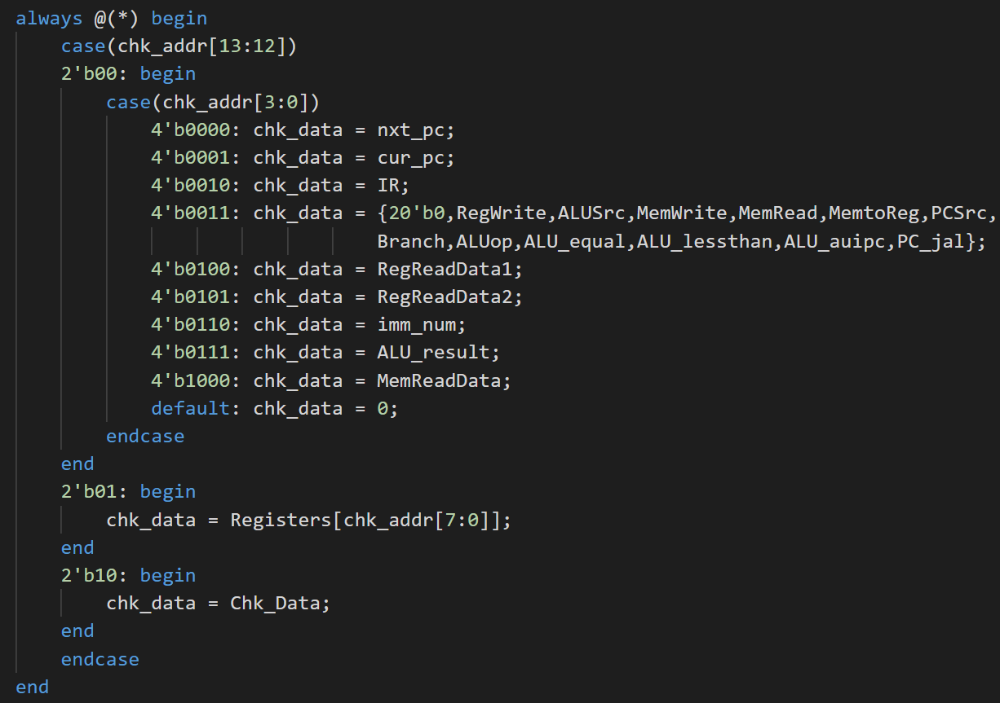 always @(*) begin
    case(chk_addr[13:12])
    2'b00: begin
        case(chk_addr[3:0])
            4'b0000: chk_data = nxt_pc;
            4'b0001: chk_data = cur_pc;
            4'b0010: chk_data = IR;
            4'b0011: chk_data = {20'b0,RegWrite,ALUSrc,MemWrite,MemRead,MemtoReg,PCSrc,
                                Branch,ALUop,ALU_equal,ALU_lessthan,ALU_auipc,PC_jal};
            4'b0100: chk_data = RegReadData1;
            4'b0101: chk_data = RegReadData2;
            4'b0110: chk_data = imm_num;
            4'b0111: chk_data = ALU_result;
            4'b1000: chk_data = MemReadData;
            default: chk_data = 0;
        endcase
    end
    2'b01: begin
        chk_data = Registers[chk_addr[7:0]];
    end
    2'b10: begin
        chk_data = Chk_Data;
    end
    endcase
end